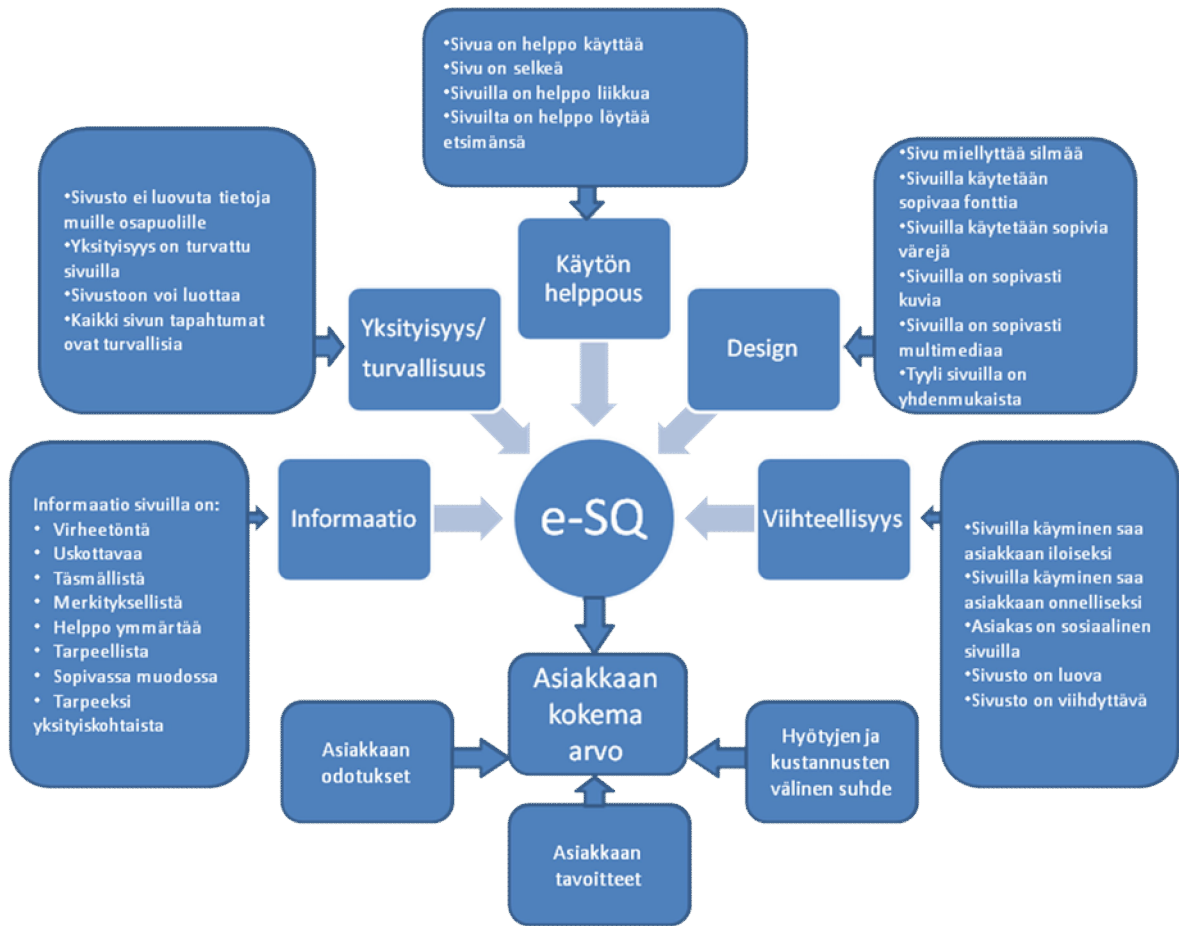 •Sivua on helppo käyttää
•Sivu on selkeä
•Sivuilla on helppo liikkua
•Sivuilta on helppo löytää
etsimänsä
•Sivusto ei luovuta tietoja
muille osapuolille
•Yksityisyys on turvattu
sivuilla
•Sivustoon voi luottaa
•Kaikki sivun tapahtumat
ovat turvallisia
•Sivu miellyttää silmää
•Sivuilla käytetään
sopivaa fonttia
•Sivuilla käytetään sopivia
värejä
•Sivuilla on sopivasti
kuvia
•Sivuilla on sopivasti
multimediaa
•Tyyli sivuilla on
yhdenmukaista
Käytön
helppous
Yksityisyys/
turvallisuus
Design
Informaatio sivuilla on:
• Virheetöntä
• Uskottavaa
• Täsmällistä
• Merkityksellistä
• Helppo ymmärtää
• Tarpeellista
• Sopivassa muodossa
• Tarpeeksi
yksityiskohtaista
Informaatio
e-SQ
Viihteellisyys
•Sivuilla käyminen saa
asiakkaan iloiseksi
•Sivuilla käyminen saa
asiakkaan onnelliseksi
•Asiakas on sosiaalinen
sivuilla
•Sivusto on luova
•Sivusto on viihdyttävä
Asiakkaan
kokema
arvo
Asiakkaan
odotukset
Hyötyjen ja
kustannusten
välinen suhde
Asiakkaan
tavoitteet